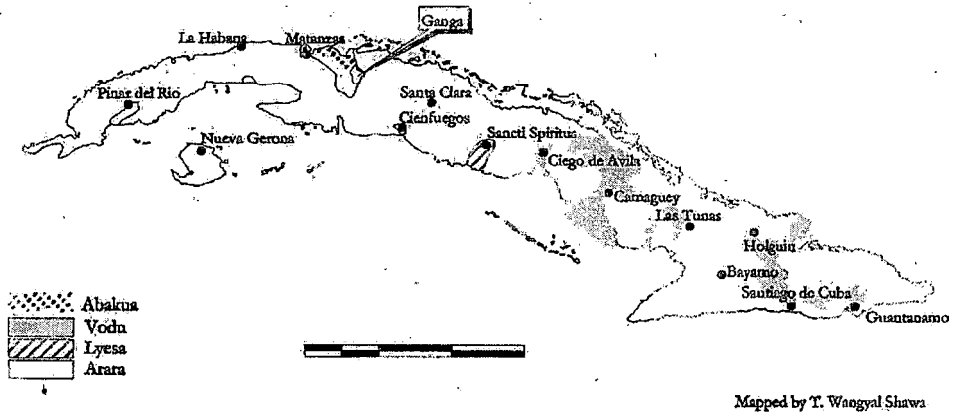 Ganga
La Habana
Matanzas
Pinar del Rio
Santa Clara
Cienfuegos
Nueva Gerona
Sancti Spiritus
Ciego de Avila
Camaguey
Las Tunas
Holguin
Bayamo
Santiago de Cuba
Guantanamo
Abakua
Vodu
Lyesa
Arara
Mapped by T. Wangyal Shawa